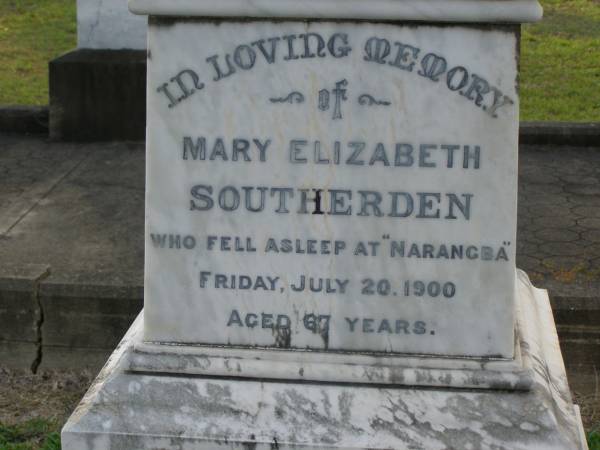 IN LOVING MEMORY
of
MARY ELIZABETH
SOUTHERDEN
WHO FELL ASLEEP AT "NARANGBA"
FRIDAY, JULY 20. 1900
AGED 67 YEARS.